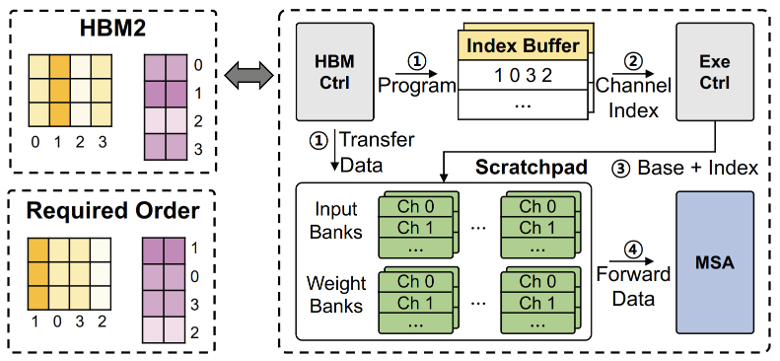 HBM2
0
1
2
3
0 1 2 3
Required Order
1
0
3
2
1 0 3 2
HBM
Ctrl
①
Program
Index Buffer
1 0 3 2
...
②
Channel
Index
Exe
Ctrl
① Transfer
Data
Scratchpad
③ Base + Index
Input
Banks
Ch 0
Ch 1
...
...
Ch 0
Ch 1
...
Weight
Banks
Ch 0
Ch 1
...
...
Ch 0
Ch 1
...
④
Forward
Data
MSA